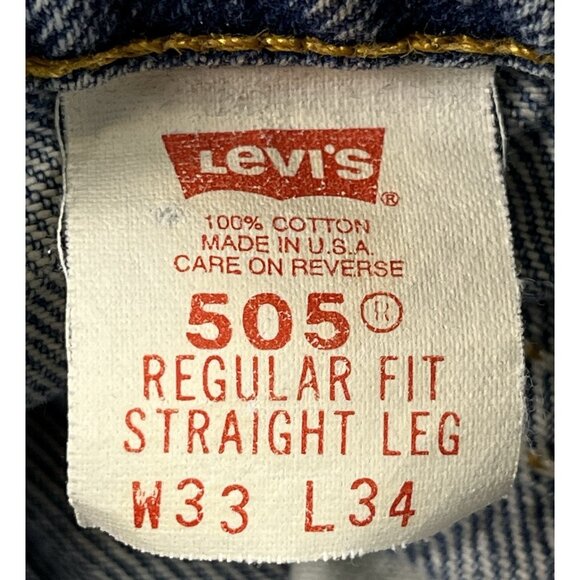 Levi's ®
100% COTTON
MADE IN U.S.A.
CARE ON REVERSE
505®
REGULAR FIT
STRAIGHT LEG
W33 L34